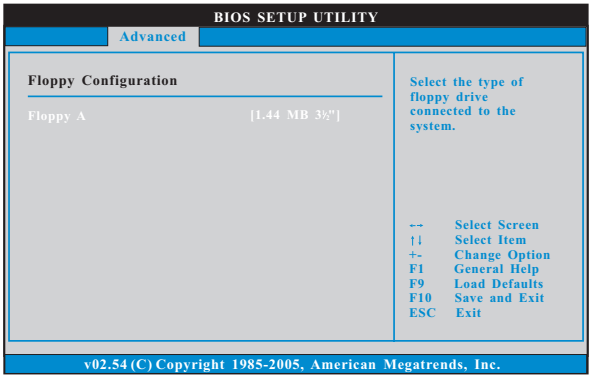 BIOS SETUP UTILITY
Advanced
Floppy Configuration
Floppy A [1.44 MB 3½"]
Select the type of
floppy drive
connected to the
system.
←→ Select Screen
↑↓ Select Item
+- Change Option
F1 General Help
F9 Load Defaults
F10 Save and Exit
ESC Exit
v02.54 (C) Copyright 1985-2005, American Megatrends, Inc.